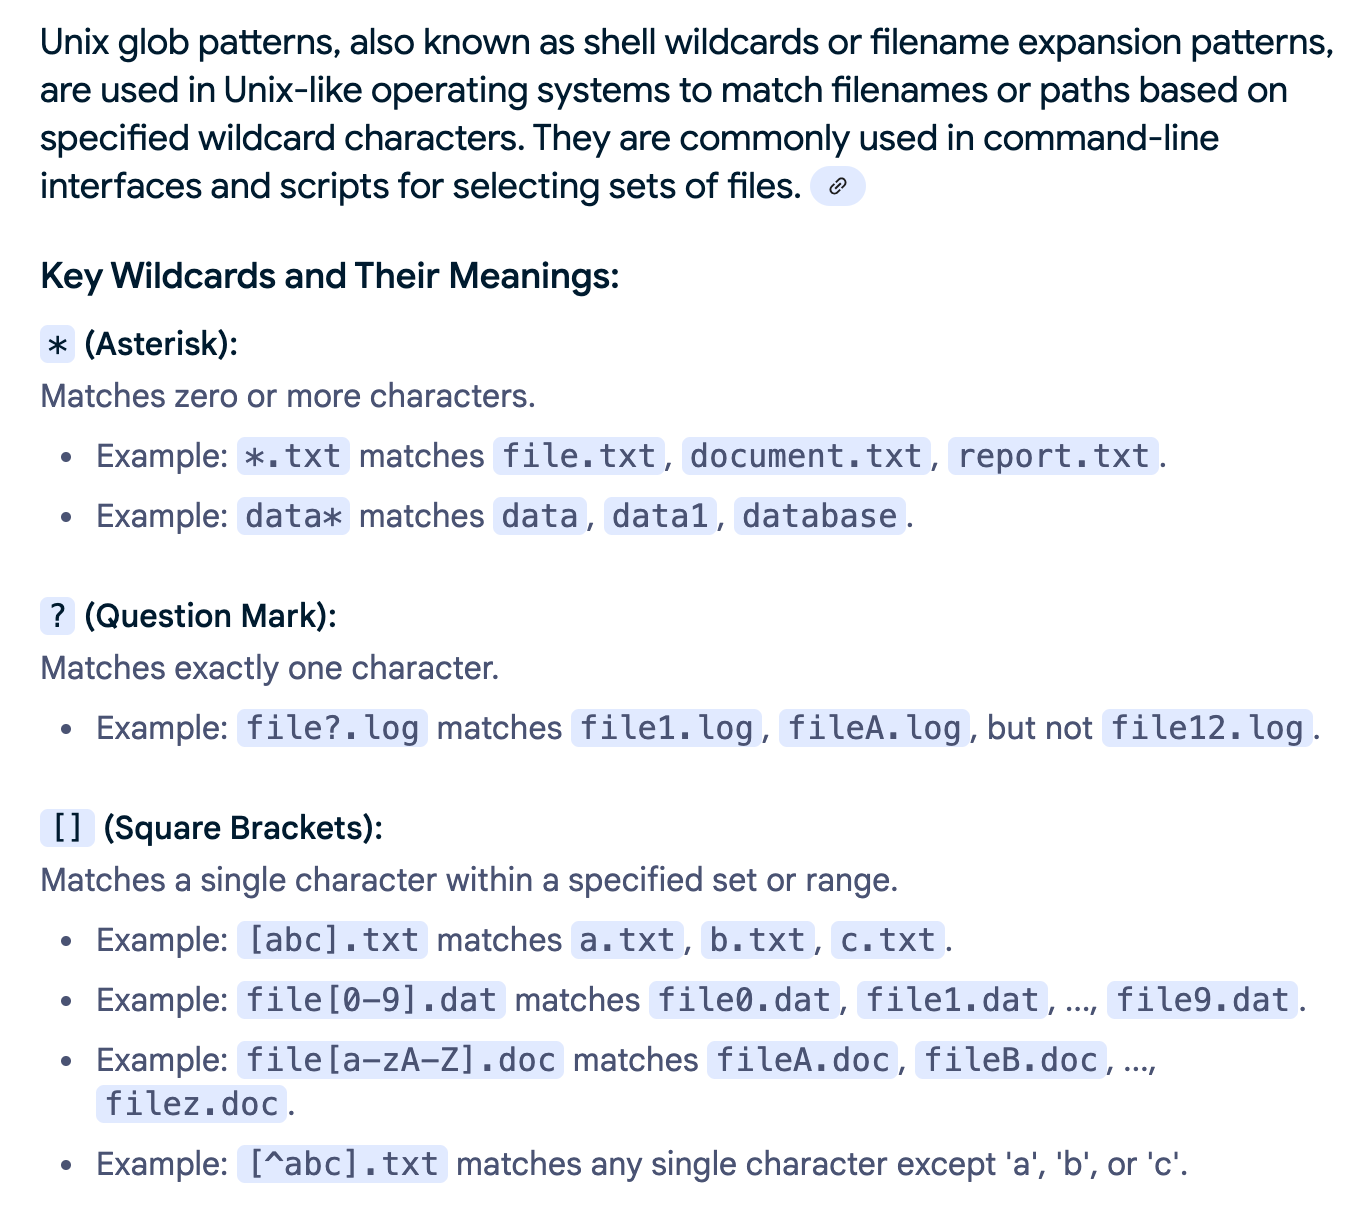 Unix glob patterns, also known as shell wildcards or filename expansion patterns,
are used in Unix-like operating systems to match filenames or paths based on
specified wildcard characters. They are commonly used in command-line
interfaces and scripts for selecting sets of files.
Key Wildcards and Their Meanings:
* (Asterisk):
Matches zero or more characters.
• Example: *.txt matches file.txt, document.txt, report.txt.
• Example: data* matches data, data1, database.
? (Question Mark):
Matches exactly one character.
• Example: file?.log matches file1.log, fileA.log, but not file12.log.
[] (Square Brackets):
Matches a single character within a specified set or range.
• Example: [abc].txt matches a.txt, b.txt, c.txt.
• Example: file[0-9].dat matches file0.dat, file1.dat, ..., file9.dat.
• Example: file[a-zA-Z].doc matches fileA.doc, fileB.doc, ...,
filez.doc.
• Example: [^abc].txt matches any single character except 'a', 'b', or 'c'.